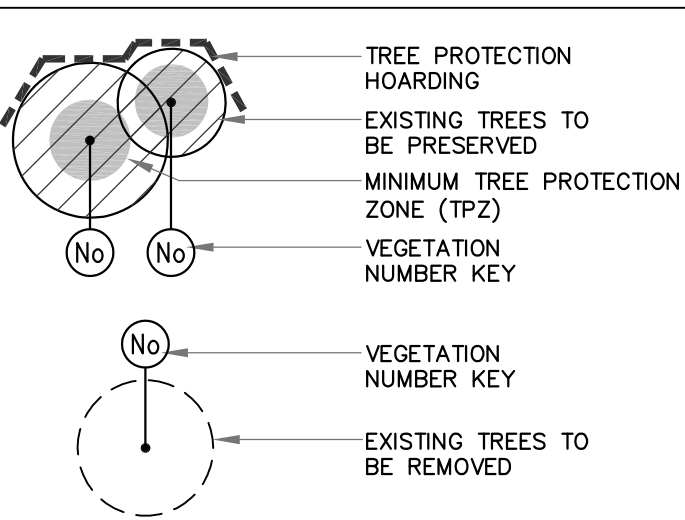 TREE PROTECTION
HOARDING
EXISTING TREES TO
BE PRESERVED
MINIMUM TREE PROTECTION
ZONE (TPZ)
No No
VEGETATION
NUMBER KEY
No
VEGETATION
NUMBER KEY
EXISTING TREES TO
BE REMOVED